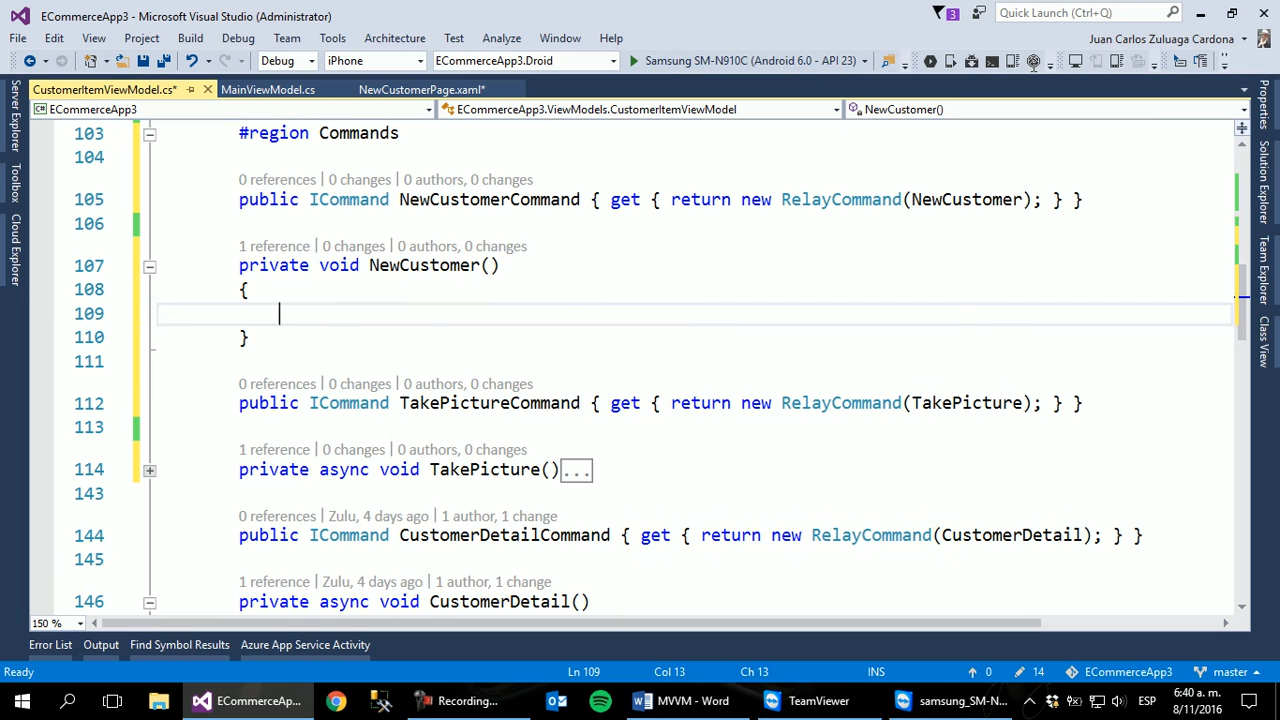 ECommerceApp3 - Microsoft Visual Studio (Administrator)
3
Quick Launch (Ctrl+Q)
File Edit View Project Build Debug Team Tools Architecture Test Analyze Window Help
Juan Carlos Zuluaga Cardona
Debug iPhone ECommerceApp3.Droid Samsung SM-N910C (Android 6.0 - API 23)
CustomerItemViewModel.cs* MainViewModel.cs NewCustomerPage.xaml*
ECommerceApp3 ECommerceApp3.ViewModels.CustomerItemViewModel NewCustomer()
Server Explorer
Toolbox
Cloud Explorer
103 #region Commands
104
0 references | 0 changes | 0 authors, 0 changes
105 public ICommand NewCustomerCommand { get { return new RelayCommand(NewCustomer); } }
106
1 reference | 0 changes | 0 authors, 0 changes
107 private void NewCustomer()
108 {
109
110 }
111
0 references | 0 changes | 0 authors, 0 changes
112 public ICommand TakePictureCommand { get { return new RelayCommand(TakePicture); } }
113
1 reference | 0 changes | 0 authors, 0 changes
114 private async void TakePicture()...
143
0 references | Zulu, 4 days ago | 1 author, 1 change
144 public ICommand CustomerDetailCommand { get { return new RelayCommand(CustomerDetail); } }
145
1 reference | Zulu, 4 days ago | 1 author, 1 change
146 private async void CustomerDetail()
Properties
Solution Explorer
Team Explorer
Class View
150 %
Error List Output Find Symbol Results Azure App Service Activity
Ready Ln 109 Col 13 Ch 13 INS 0 14 ECommerceApp3 master
ECommerceAp... Recording... MVVM - Word TeamViewer samsung_SM-N... ESP 6:40 a. m.
8/11/2016